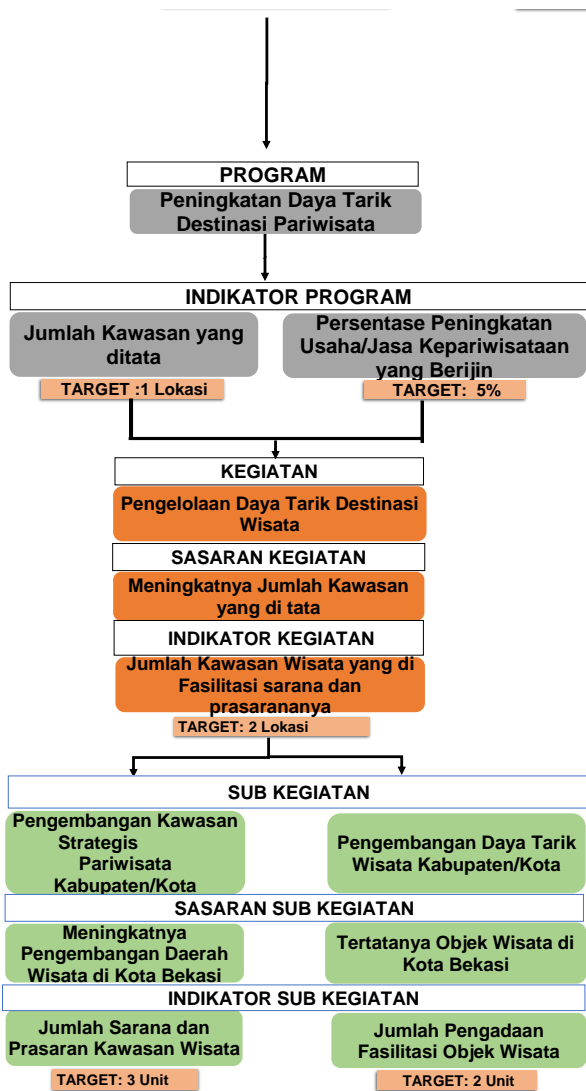 PROGRAM
Peningkatan Daya Tarik
Destinasi Pariwisata
INDIKATOR PROGRAM
Jumlah Kawasan yang
ditata
TARGET :1 Lokasi
Persentase Peningkatan
Usaha/Jasa Kepariwisataan
yang Berijin
TARGET: 5%
KEGIATAN
Pengelolaan Daya Tarik Destinasi
Wisata
SASARAN KEGIATAN
Meningkatnya Jumlah Kawasan
yang di tata
INDIKATOR KEGIATAN
Jumlah Kawasan Wisata yang di
Fasilitasi sarana dan
prasarananya
TARGET: 2 Lokasi
SUB KEGIATAN
Pengembangan Kawasan
Strategis
Pariwisata
Kabupaten/Kota
Pengembangan Daya Tarik
Wisata Kabupaten/Kota
SASARAN SUB KEGIATAN
Meningkatnya
Pengembangan Daerah
Wisata di Kota Bekasi
Tertatanya Objek Wisata di
Kota Bekasi
INDIKATOR SUB KEGIATAN
Jumlah Sarana dan
Prasaran Kawasan Wisata
TARGET: 3 Unit
Jumlah Pengadaan
Fasilitasi Objek Wisata
TARGET: 2 Unit